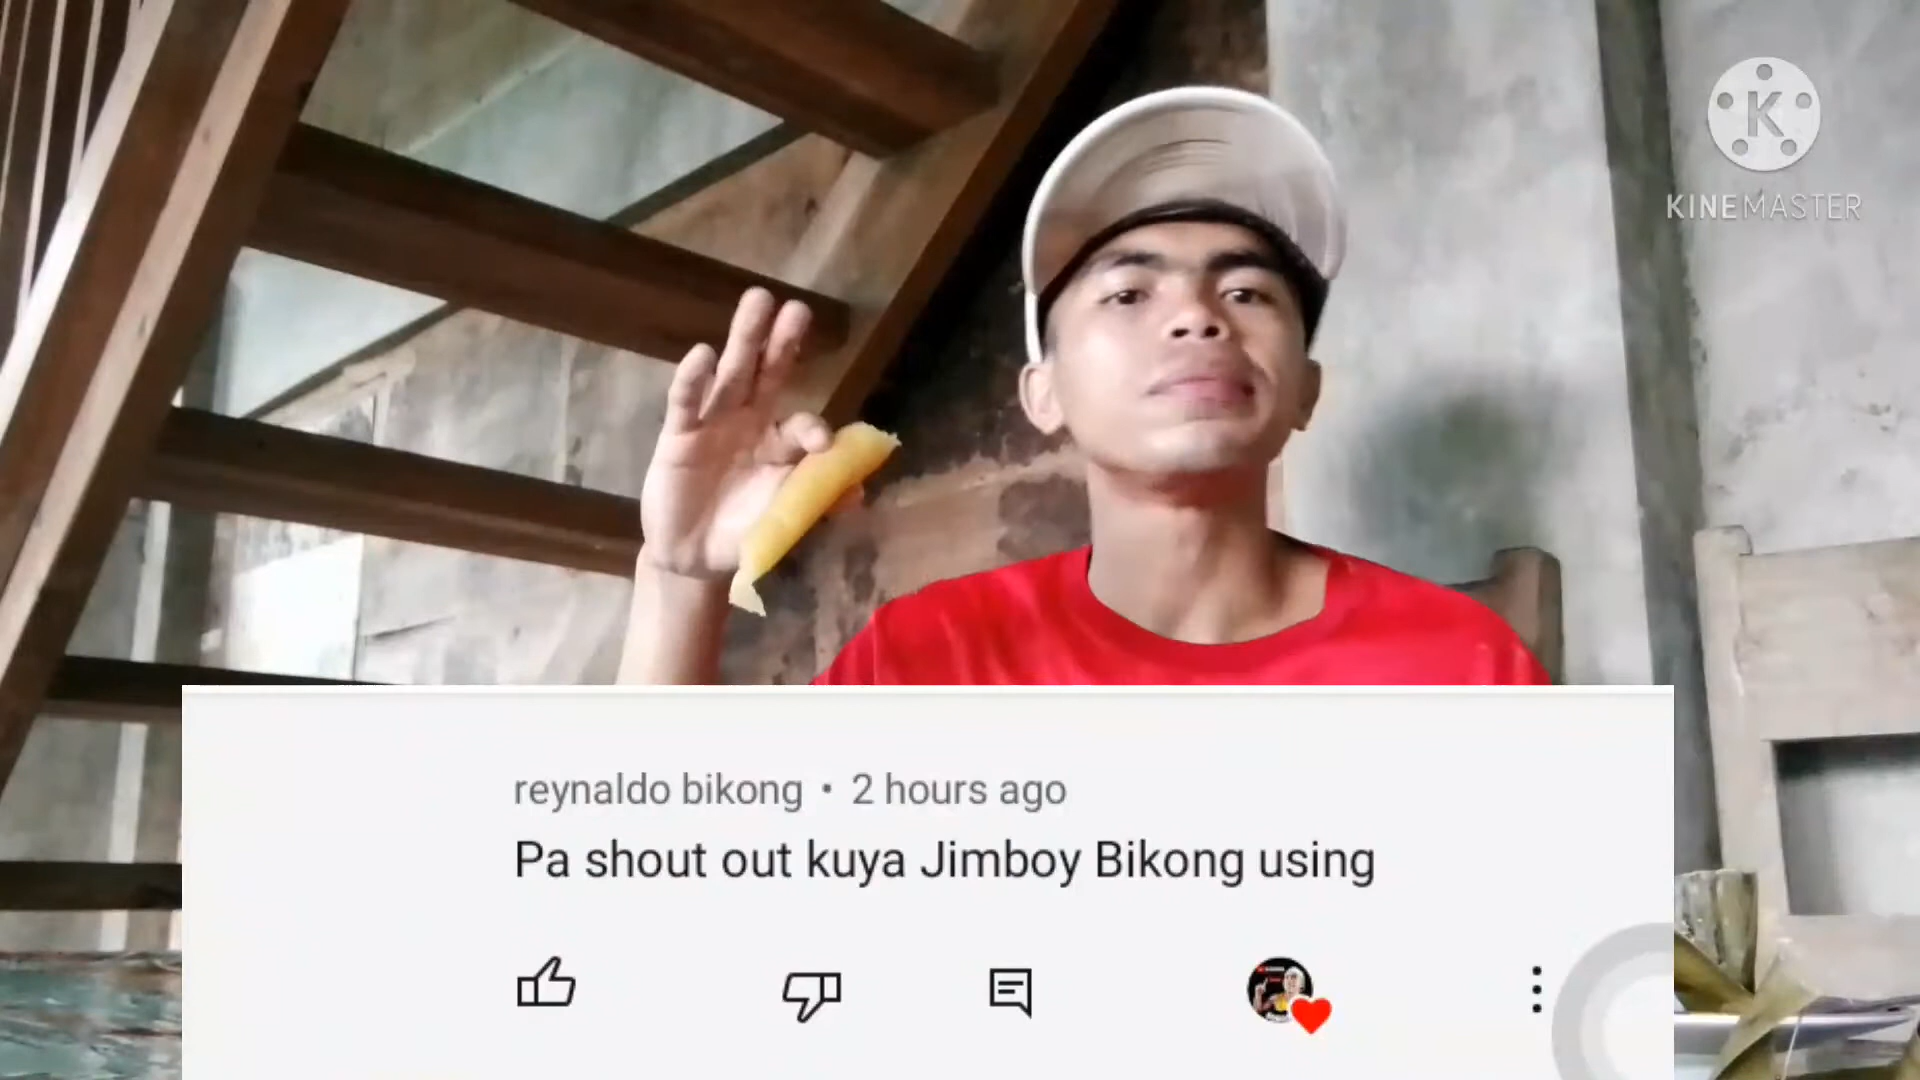 K
KINEMASTER
reynaldo bikong • 2 hours ago
Pa shout out kuya Jimboy Bikong using